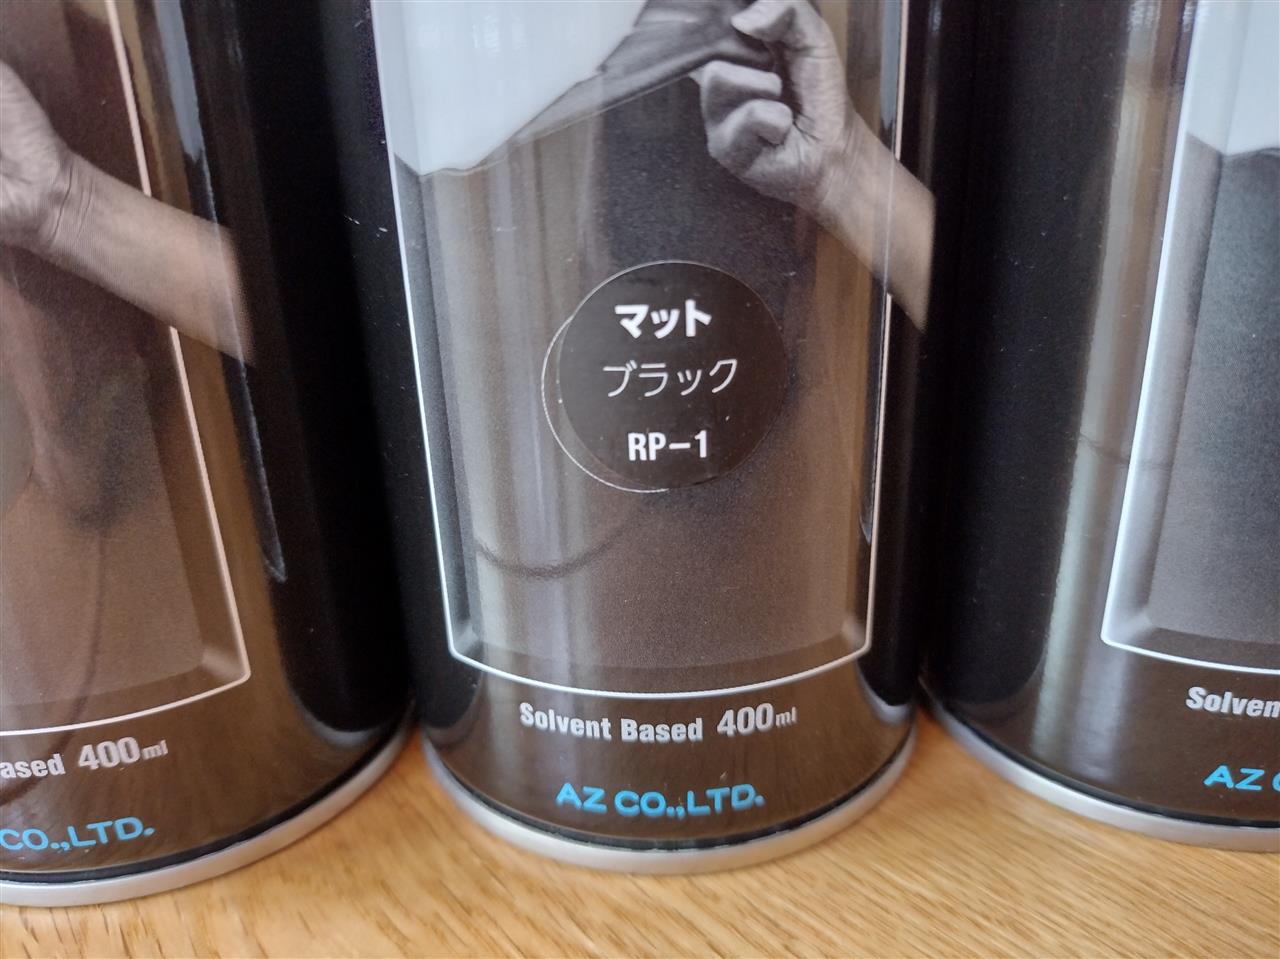 マット
ブラック
RP-1
Solvent Based 400ml
AZ CO.,LTD.
ased 400ml
CO.,LTD.
Solven
AZ C